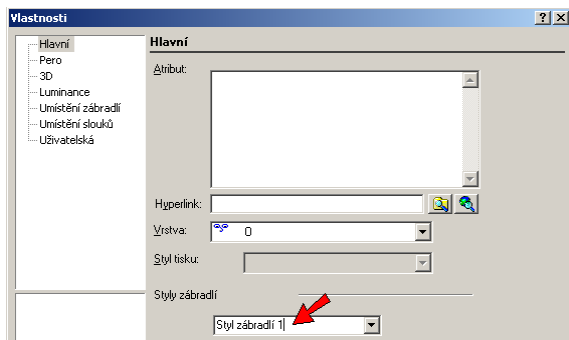 Vlastnosti
Hlavní
Pero
3D
Luminance
Umístění zábradlí
Umístění slouků
Uživatelská
Hlavní
Atribut:
Hyperlink:
Vrstva: 0
Styl tisku:
Styly zábradlí
Styl zábradlí 1